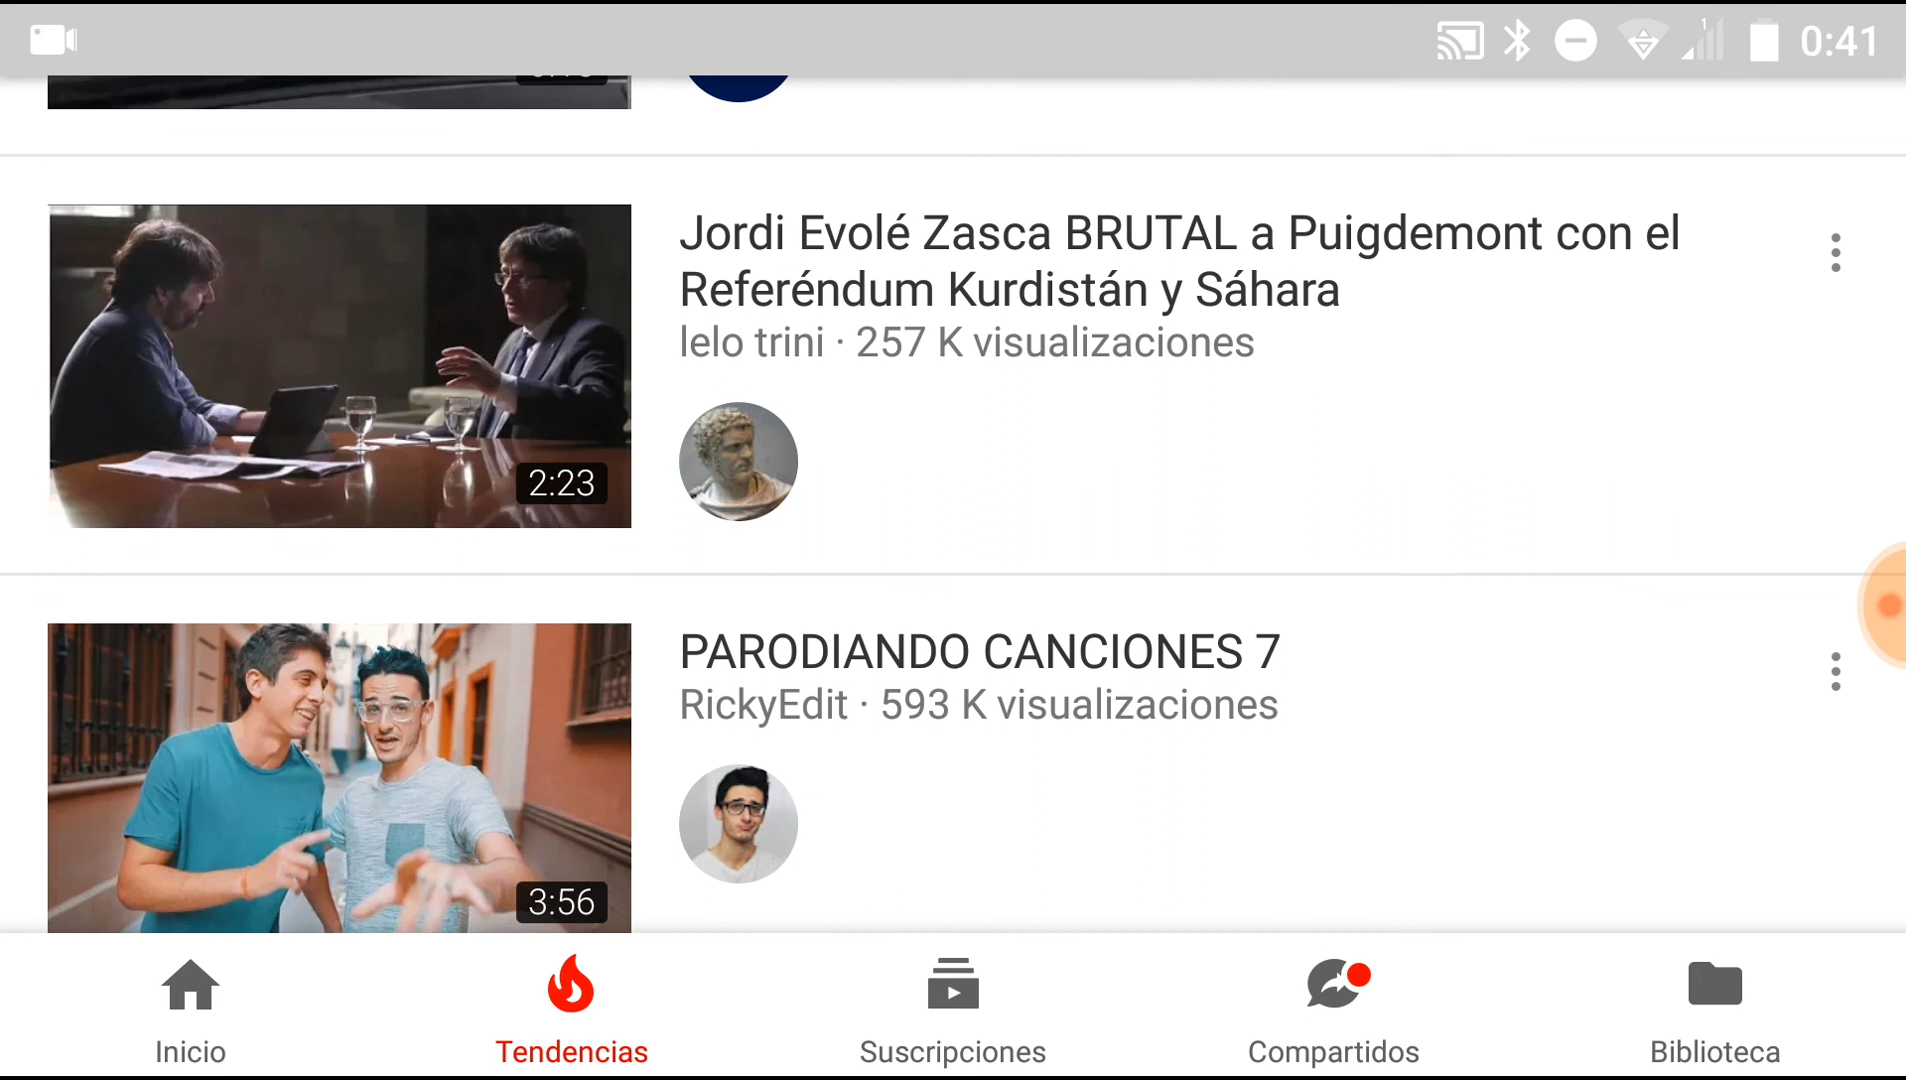 1
0:41
Jordi Evolé Zasca BRUTAL a Puigdemont con el
Referéndum Kurdistán y Sáhara
lelo trini · 257 K visualizaciones
2:23
PARODIANDO CANCIONES 7
RickyEdit · 593 K visualizaciones
3:56
Inicio
Tendencias
Suscripciones
Compartidos
Biblioteca